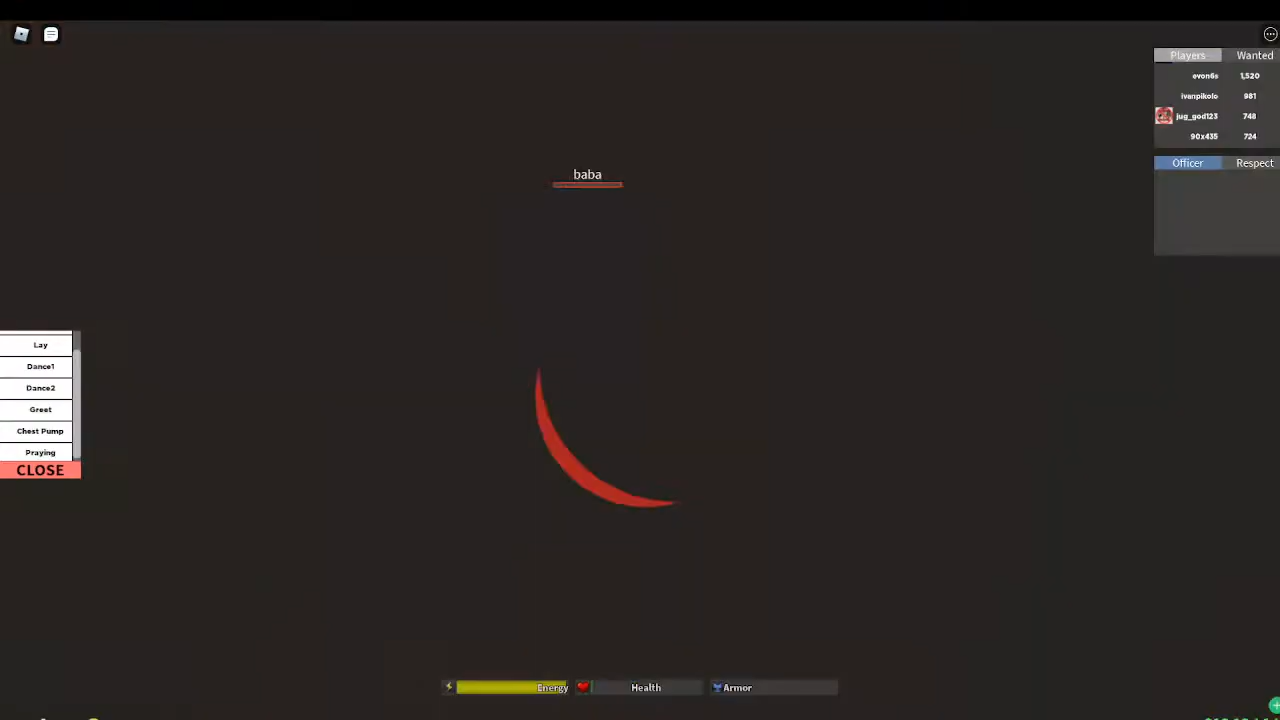 Players Wanted
evon6s 1,520
ivanpikolo 981
jug_god123 748
90x435 724
Officer Respect
baba
Lay
Dance1
Dance2
Greet
Chest Pump
Praying
CLOSE
Energy Health Armor